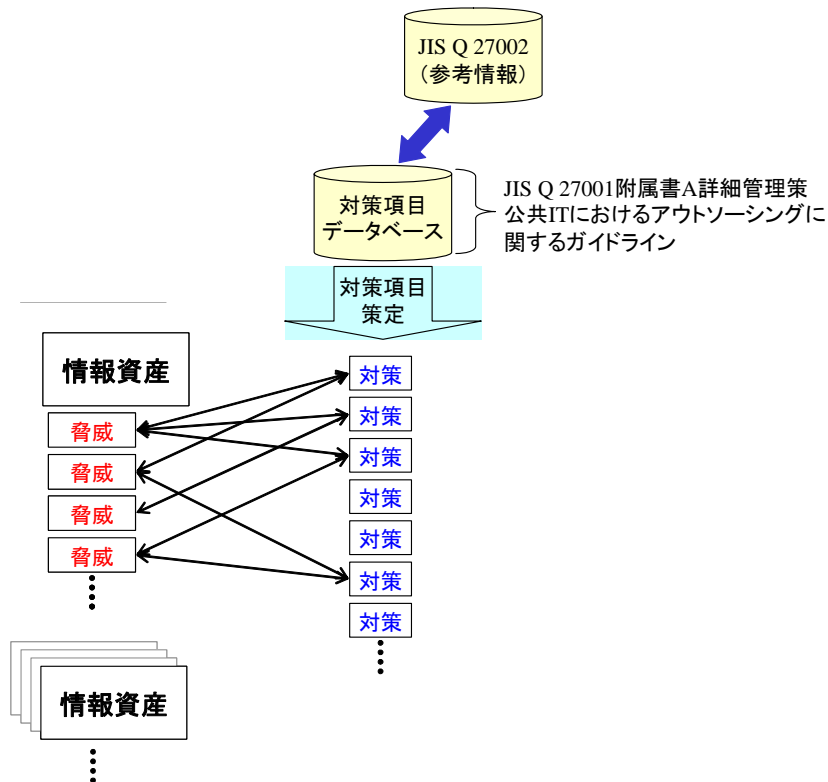 JIS Q 27002
（参考情報）
対策項目
データベース
JIS Q 27001附属書A詳細管理策
公共ITにおけるアウトソーシングに
関するガイドライン
対策項目
策定
情報資産
脅威
脅威
脅威
脅威
対策
対策
対策
対策
対策
対策
対策
情報資産